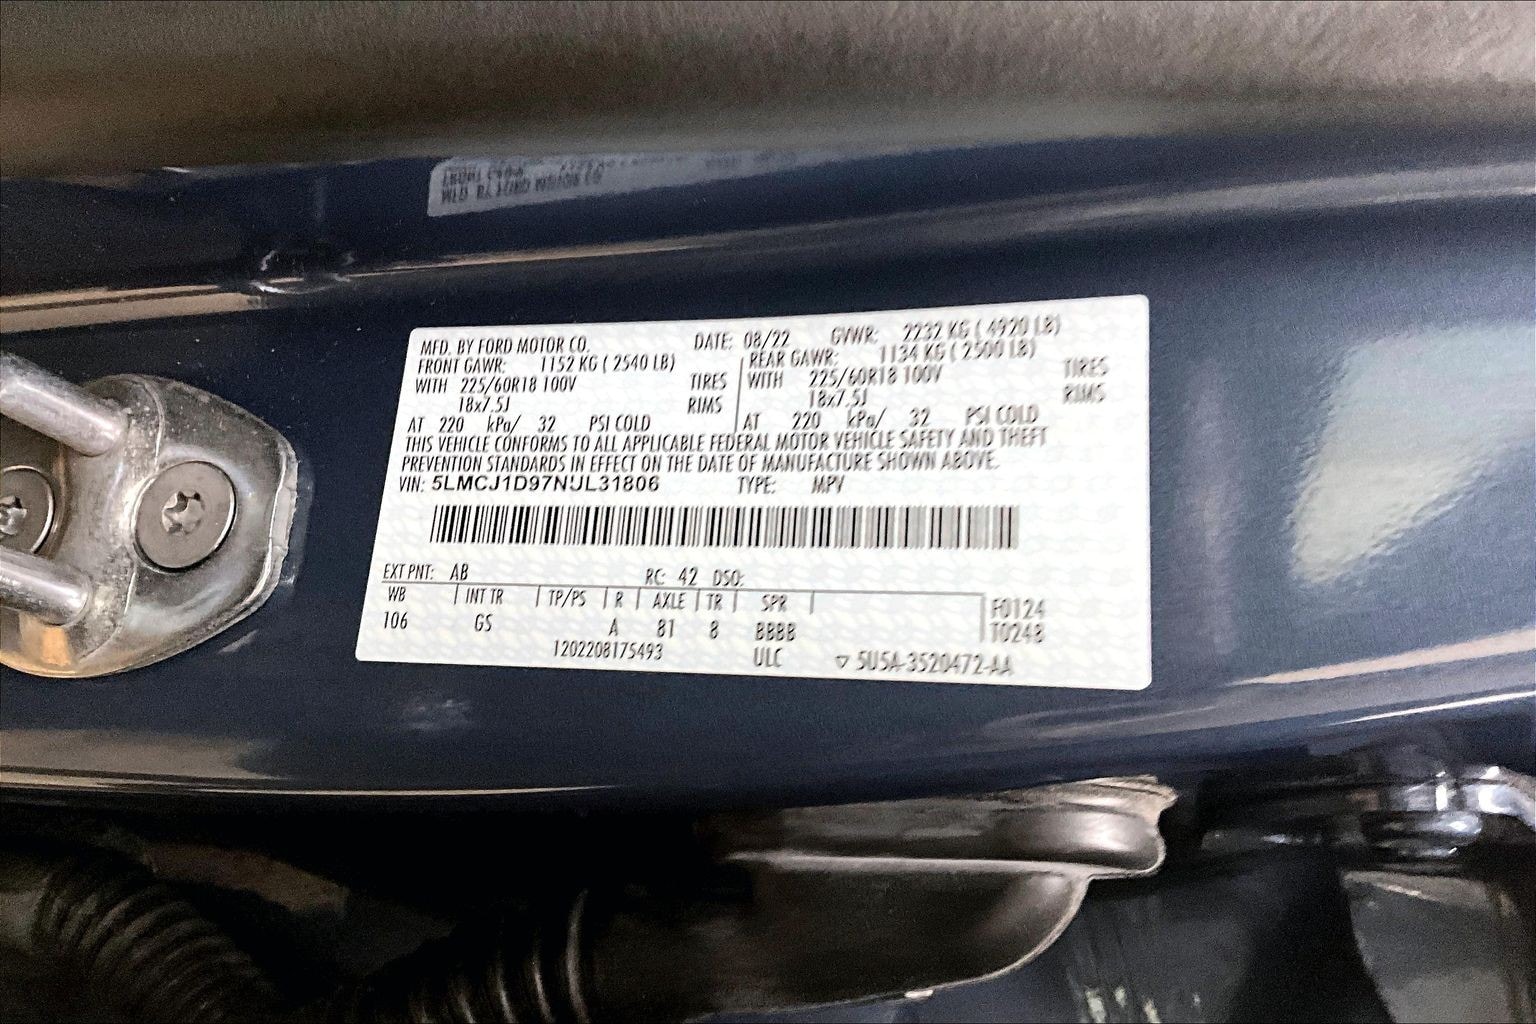 MFD. BY FORD MOTOR CO. DATE: 08/22 GVWR: 2232 KG ( 4920 LB)
FRONT GAWR: 1152 KG ( 2540 LB) REAR GAWR: 1134 KG ( 2500 LB)
WITH 225/60R18 100V TIRES WITH 225/60R18 100V TIRES
18x7.5J RIMS 18x7.5J RIMS
AT 220 kPa/ 32 PSI COLD AT 220 kPa/ 32 PSI COLD
THIS VEHICLE CONFORMS TO ALL APPLICABLE FEDERAL MOTOR VEHICLE SAFETY AND THEFT
PREVENTION STANDARDS IN EFFECT ON THE DATE OF MANUFACTURE SHOWN ABOVE.
VIN: 5LMCJ1D97NUL31806 TYPE: MPV
EXT PNT: AB RC: 42 DSO:
WB INT TR TP/PS R AXLE TR SPR F0124
106 GS A 81 8 BBBB T0248
1202208175493 ULC ▽ 5U5A-3520472-AA